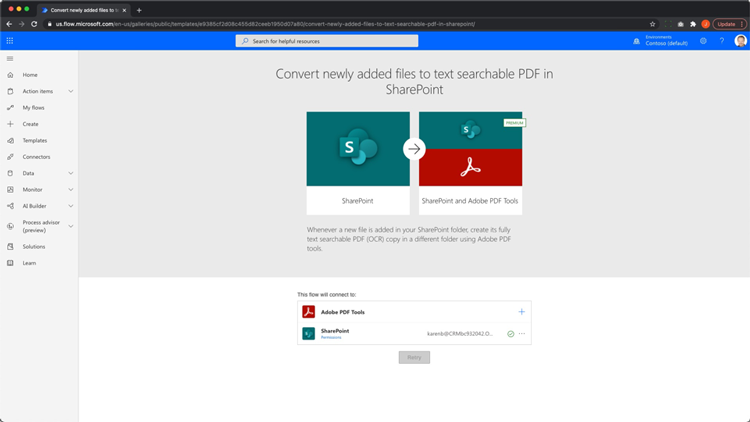 Convert newly added files to te
us.flow.microsoft.com/en-us/galleries/public/templates/e9385cf2d08c455d82ceeb1950d07a80/convert-newly-added-files-to-text-searchable-pdf-in-sharepoint/
Update
Search for helpful resources
Environments
Contoso (default)
Home
Action items
My flows
Create
Templates
Connectors
Data
Monitor
AI Builder
Process advisor
(preview)
Solutions
Learn
Convert newly added files to text searchable PDF in
SharePoint
PREMIUM
SharePoint
SharePoint and Adobe PDF Tools
Whenever a new file is added in your SharePoint folder, create its fully
text searchable PDF (OCR) copy in a different folder using Adobe PDF
tools.
This flow will connect to:
Adobe PDF Tools
SharePoint
Permissions
karenb@CRMbc932042.O...
Retry